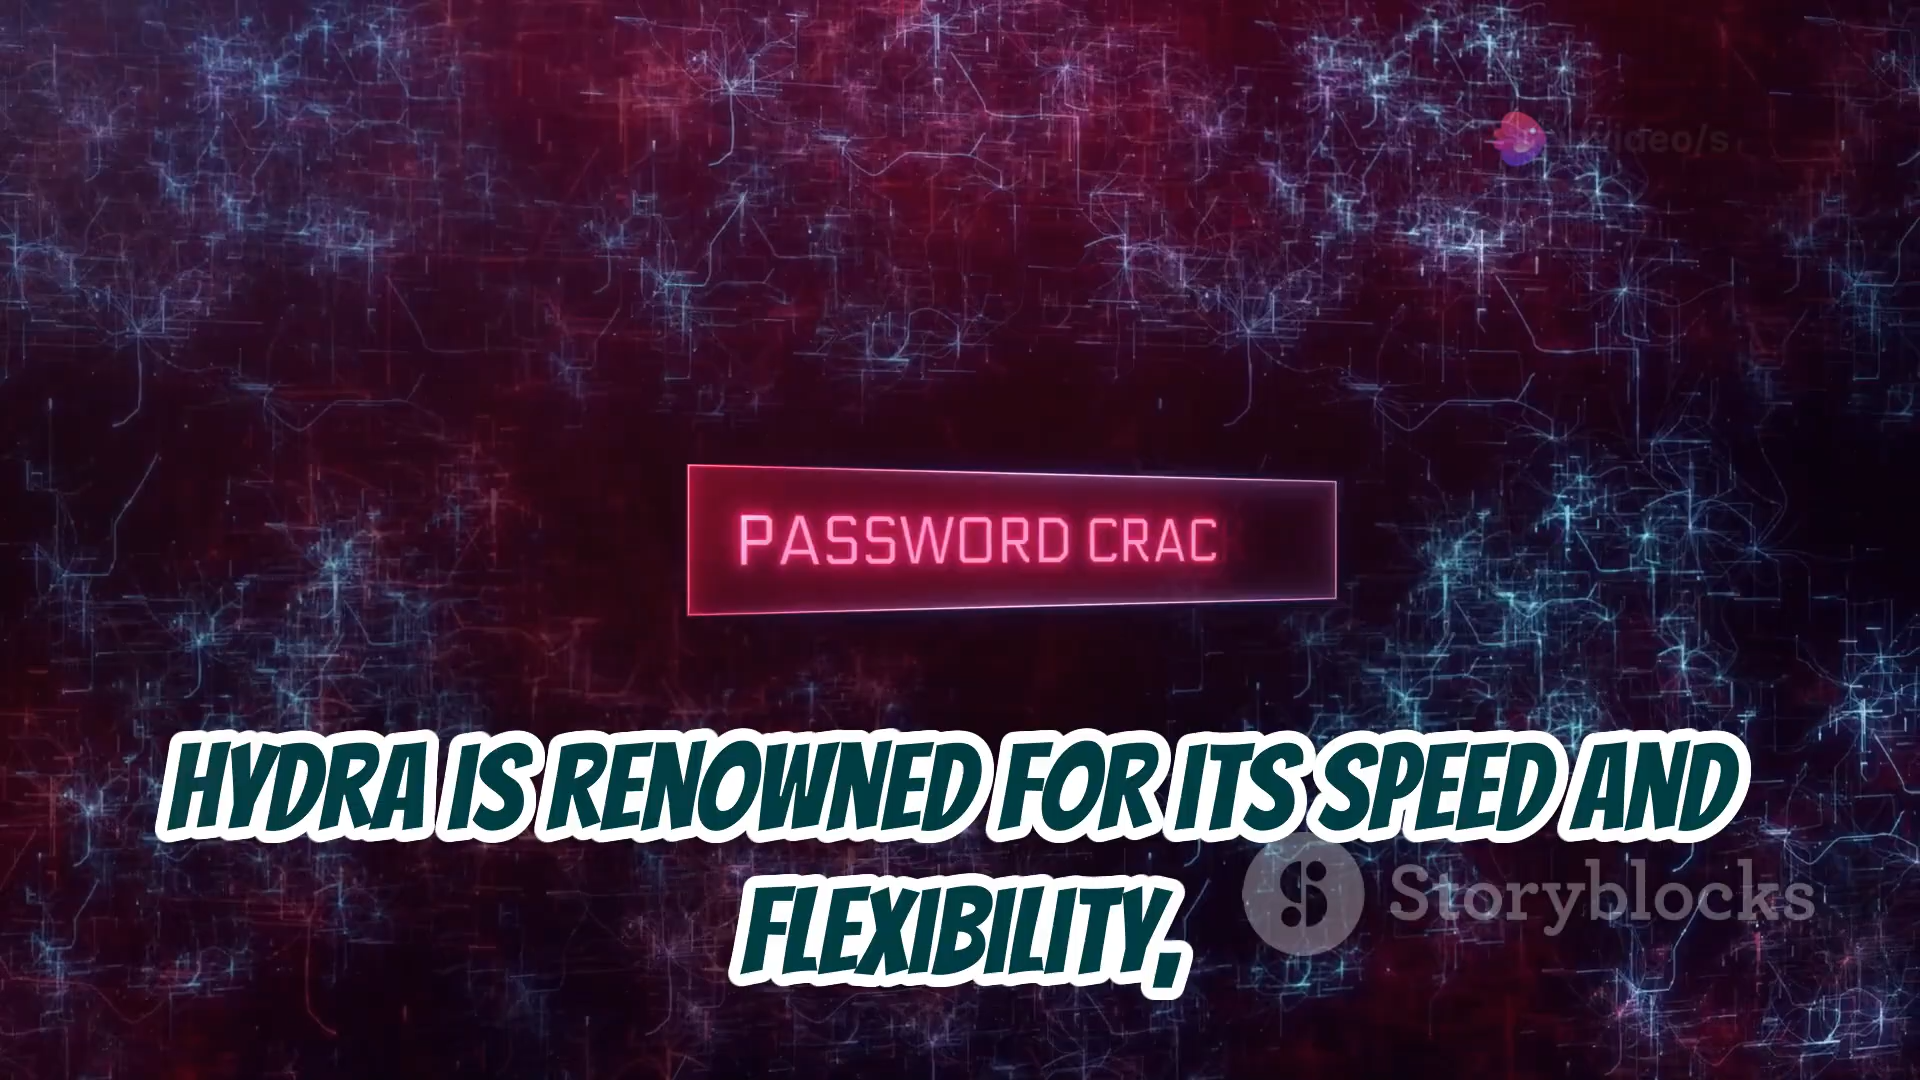 PASSWORD CRAC
HYDRA IS RENOWNED FOR ITS SPEED AND
FLEXIBILITY,
Storyblocks